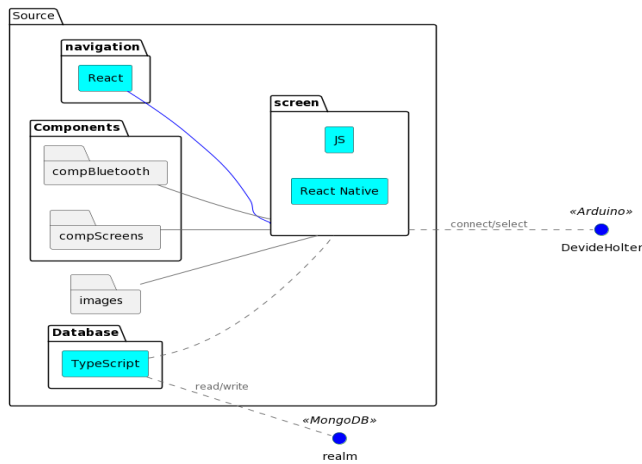 Source
navigation
React
screen
JS
React Native
Components
compBluetooth
compScreens
images
Database
TypeScript
connect/select
«Arduino»
DevideHolter
read/write
«MongoDB»
realm